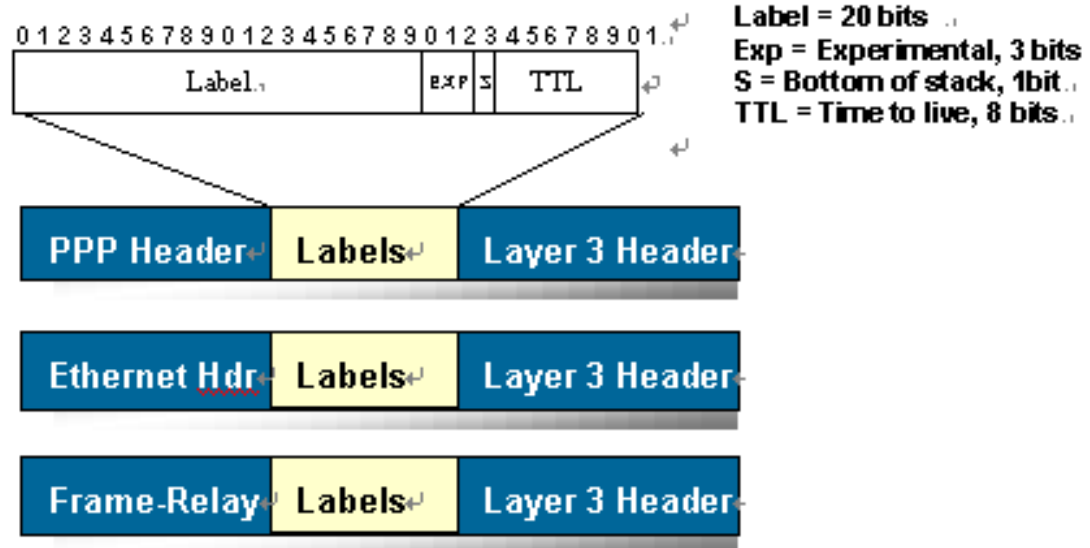 0 1 2 3 4 5 6 7 8 9 0 1 2 3 4 5 6 7 8 9 0 1 2 3 4 5 6 7 8 9 0 1
Label EXP S TTL
Label = 20 bits
Exp = Experimental, 3 bits
S = Bottom of stack, 1bit
TTL = Time to live, 8 bits
PPP Header Labels Layer 3 Header
Ethernet Hdr Labels Layer 3 Header
Frame-Relay Labels Layer 3 Header